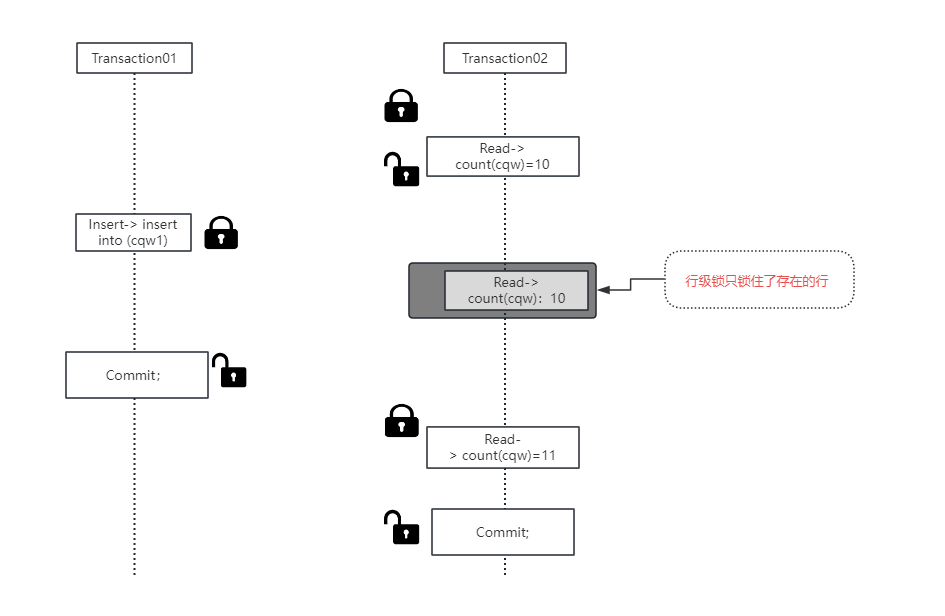 Transaction01
Transaction02
Read->
count(cqw)=10
Insert-> insert
into (cqw1)
Read->
count(cqw)：10
行级锁只锁住了存在的行
Commit;
Read-
> count(cqw)=11
Commit;